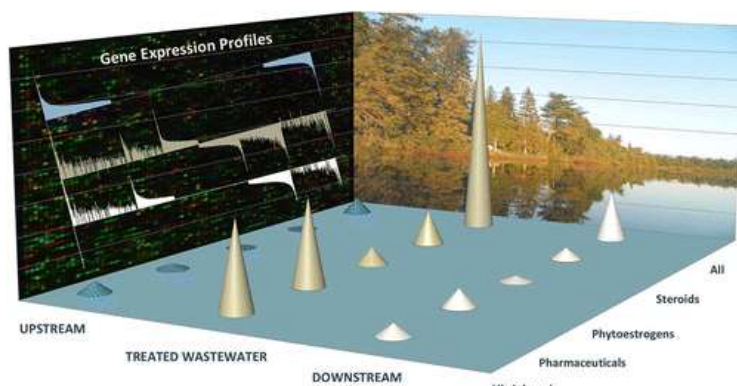 Gene Expression Profiles
All
Steroids
Phytoestrogens
Pharmaceuticals
UPSTREAM
TREATED WASTEWATER
DOWNSTREAM